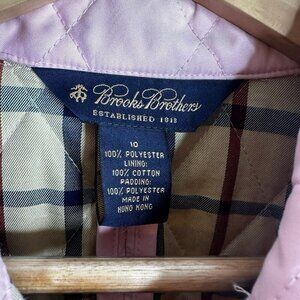 Brooks Brothers
ESTABLISHED 1818
10
100% POLYESTER
LINING:
100% COTTON
PADDING:
100% POLYESTER
MADE IN
HONG KONG